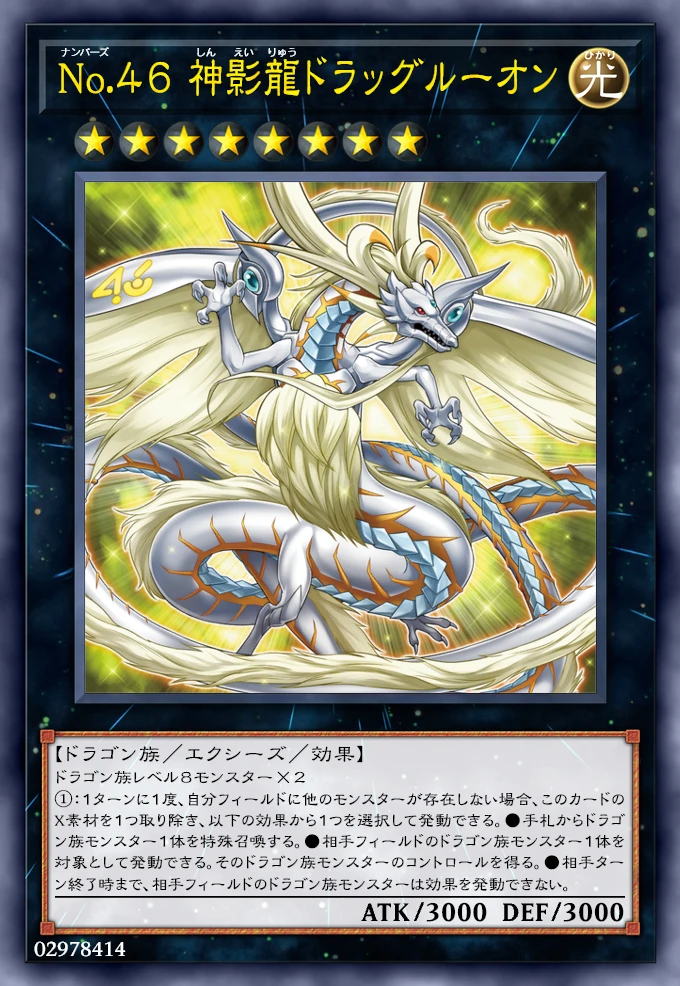 ナンバーズ しん えい りゅう ひかり
No.46 神影龍ドラッグルーオン 光
46
【ドラゴン族／エクシーズ／効果】
ドラゴン族レベル８モンスター×２
①：１ターンに１度、自分フィールドに他のモンスターが存在しない場合、このカードの
X素材を１つ取り除き、以下の効果から１つを選択して発動できる。●手札からドラゴ
ン族モンスター１体を特殊召喚する。●相手フィールドのドラゴン族モンスター１体を
対象として発動できる。そのドラゴン族モンスターのコントロールを得る。●相手ター
ン終了時まで、相手フィールドのドラゴン族モンスターは効果を発動できない。
ATK/3000 DEF/3000
02978414